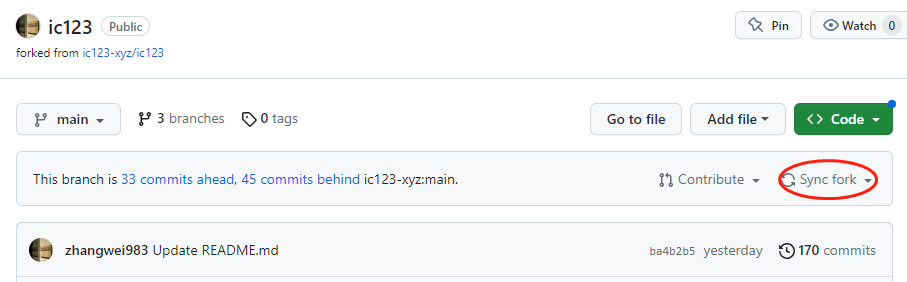 ic123 Public Pin Watch 0
forked from ic123-xyz/ic123
main 3 branches 0 tags Go to file Add file Code
This branch is 33 commits ahead, 45 commits behind ic123-xyz:main. Contribute Sync fork
zhangwei983 Update README.md ba4b2b5 yesterday 170 commits